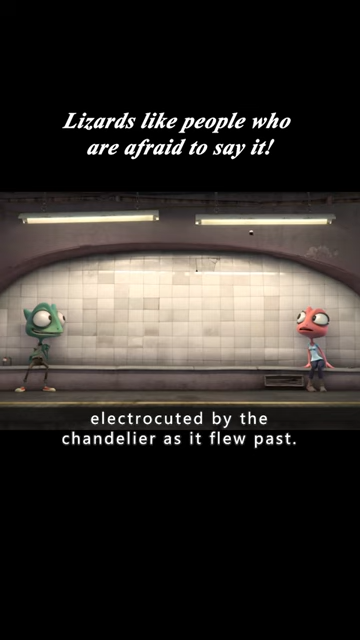 Lizards like people who
are afraid to say it!
electrocuted by the
chandelier as it flew past.